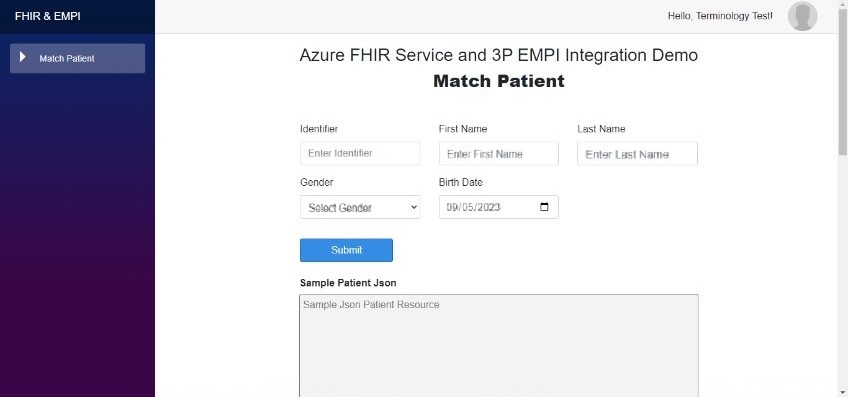 FHIR & EMPI
Hello, Terminology Test!
Match Patient
Azure FHIR Service and 3P EMPI Integration Demo
Match Patient
Identifier
First Name
Last Name
Enter Identifier
Enter First Name
Enter Last Name
Gender
Birth Date
Select Gender
09/05/2023
Submit
Sample Patient Json
Sample Json Patient Resource